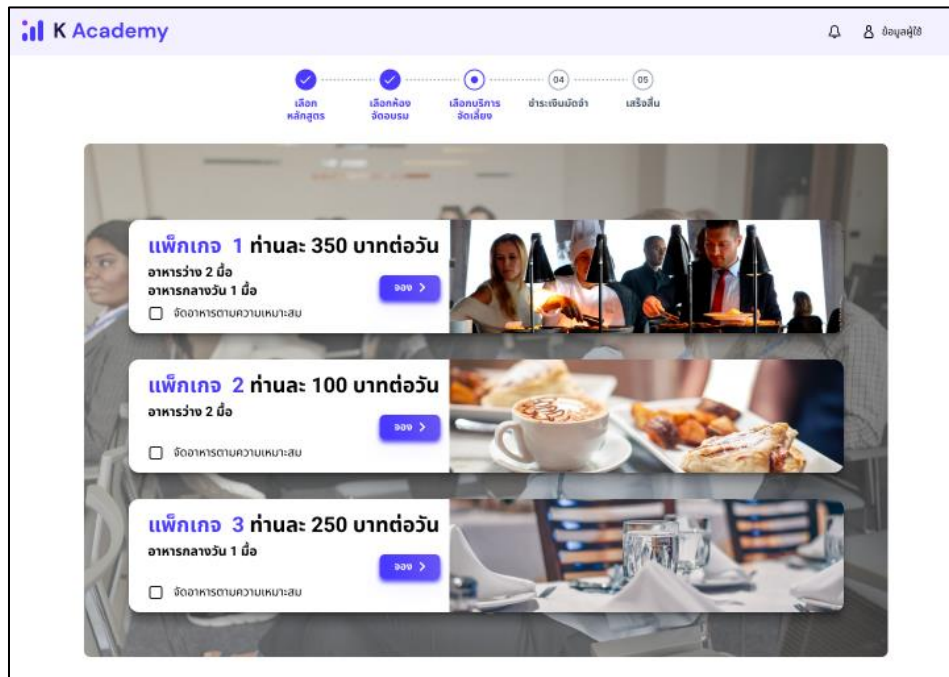 K Academy
ข้อมูลผู้ใช้
04
05
เลือก
หลักสูตร
เลือกห้อง
จัดอบรม
เลือกบริการ
จัดเลี้ยง
ชำระเงินมัดจำ
เสร็จสิ้น
แพ็กเกจ 1 ท่านละ 350 บาทต่อวัน
อาหารว่าง 2 มื้อ
อาหารกลางวัน 1 มื้อ
จอง >
จัดอาหารตามความเหมาะสม
แพ็กเกจ 2 ท่านละ 100 บาทต่อวัน
อาหารว่าง 2 มื้อ
จอง >
จัดอาหารตามความเหมาะสม
แพ็กเกจ 3 ท่านละ 250 บาทต่อวัน
อาหารกลางวัน 1 มื้อ
จอง >
จัดอาหารตามความเหมาะสม